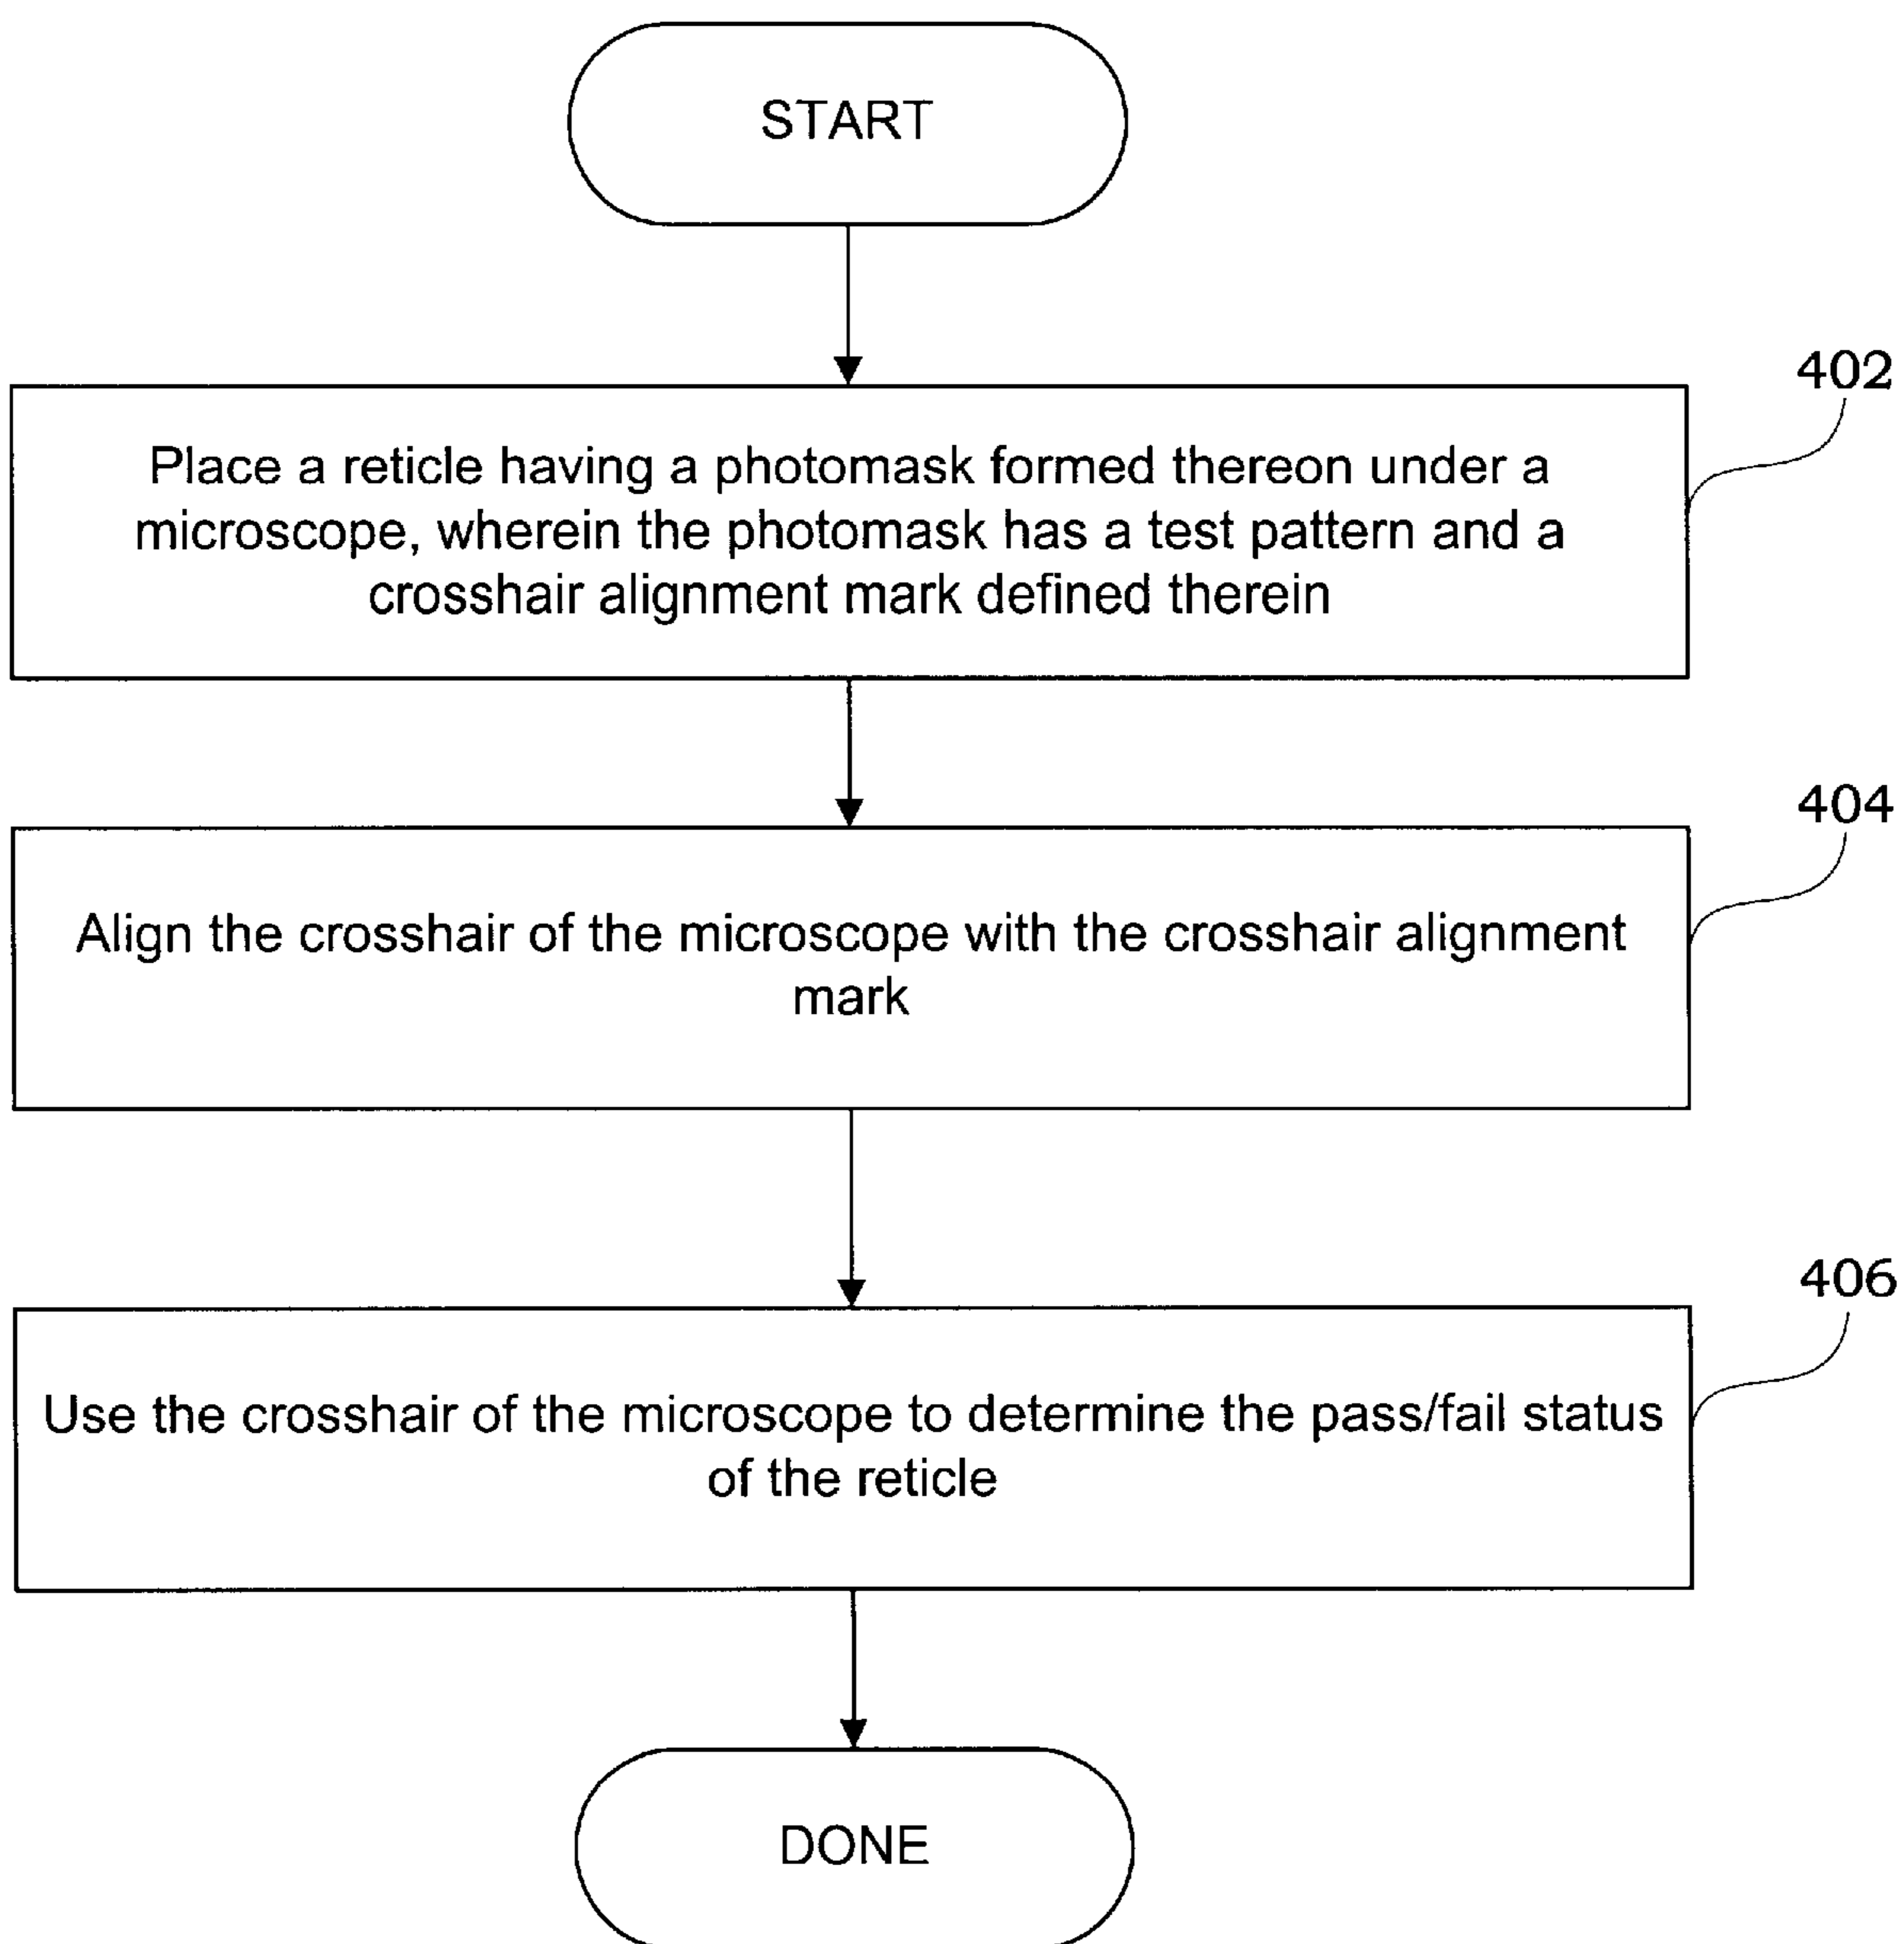 START
402
Place a reticle having a photomask formed thereon under a
microscope, wherein the photomask has a test pattern and a
crosshair alignment mark defined therein
404
Align the crosshair of the microscope with the crosshair alignment
mark
406
Use the crosshair of the microscope to determine the pass/fail status
of the reticle
DONE